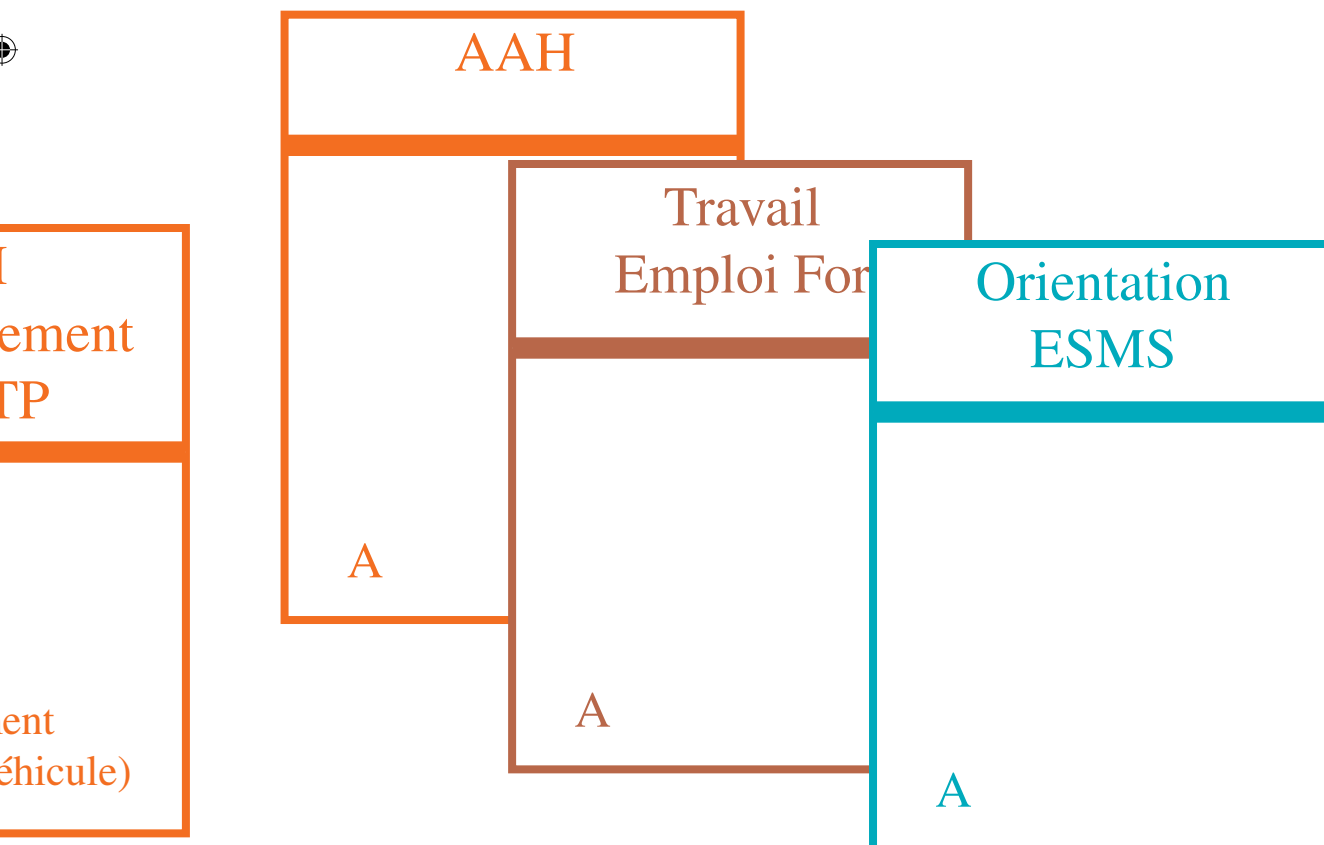 AAH
A
Travail
Emploi For
A
Orientation
ESMS
A
ement
TP
ent
éhicule)